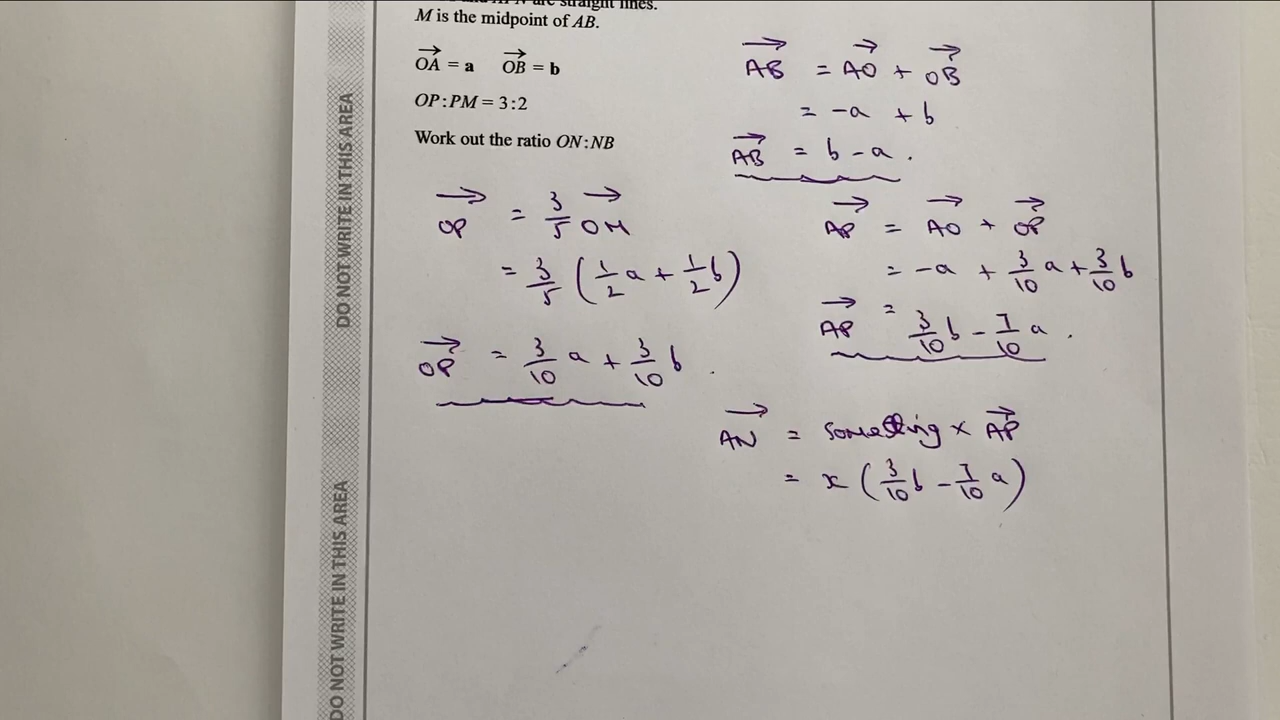 are straight lines.
M is the midpoint of AB.
→OA = a →OB = b
OP:PM = 3:2
Work out the ratio ON:NB
→AB = →AO + →OB
= -a + b
→AB = b - a .
→OP = 3/5 →OM
= 3/5 (1/2 a + 1/2 b)
→OP = 3/10 a + 3/10 b .
→AP = →AO + →OP
= -a + 3/10 a + 3/10 b
→AP = 3/10 b - 7/10 a .
→AN = something × →AP
= x (3/10 b - 7/10 a)
DO NOT WRITE IN THIS AREA
DO NOT WRITE IN THIS AREA